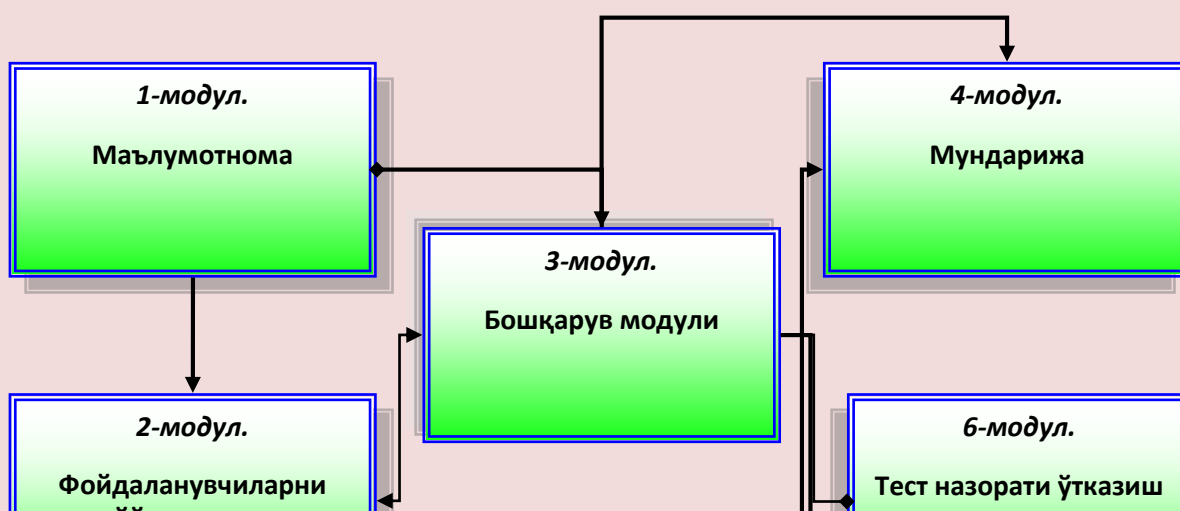 1-модул.
Маълумотнома
4-модул.
Мундарижа
3-модул.
Бошқарув модули
2-модул.
Фойдаланувчиларни
6-модул.
Тест назорати ўтказиш